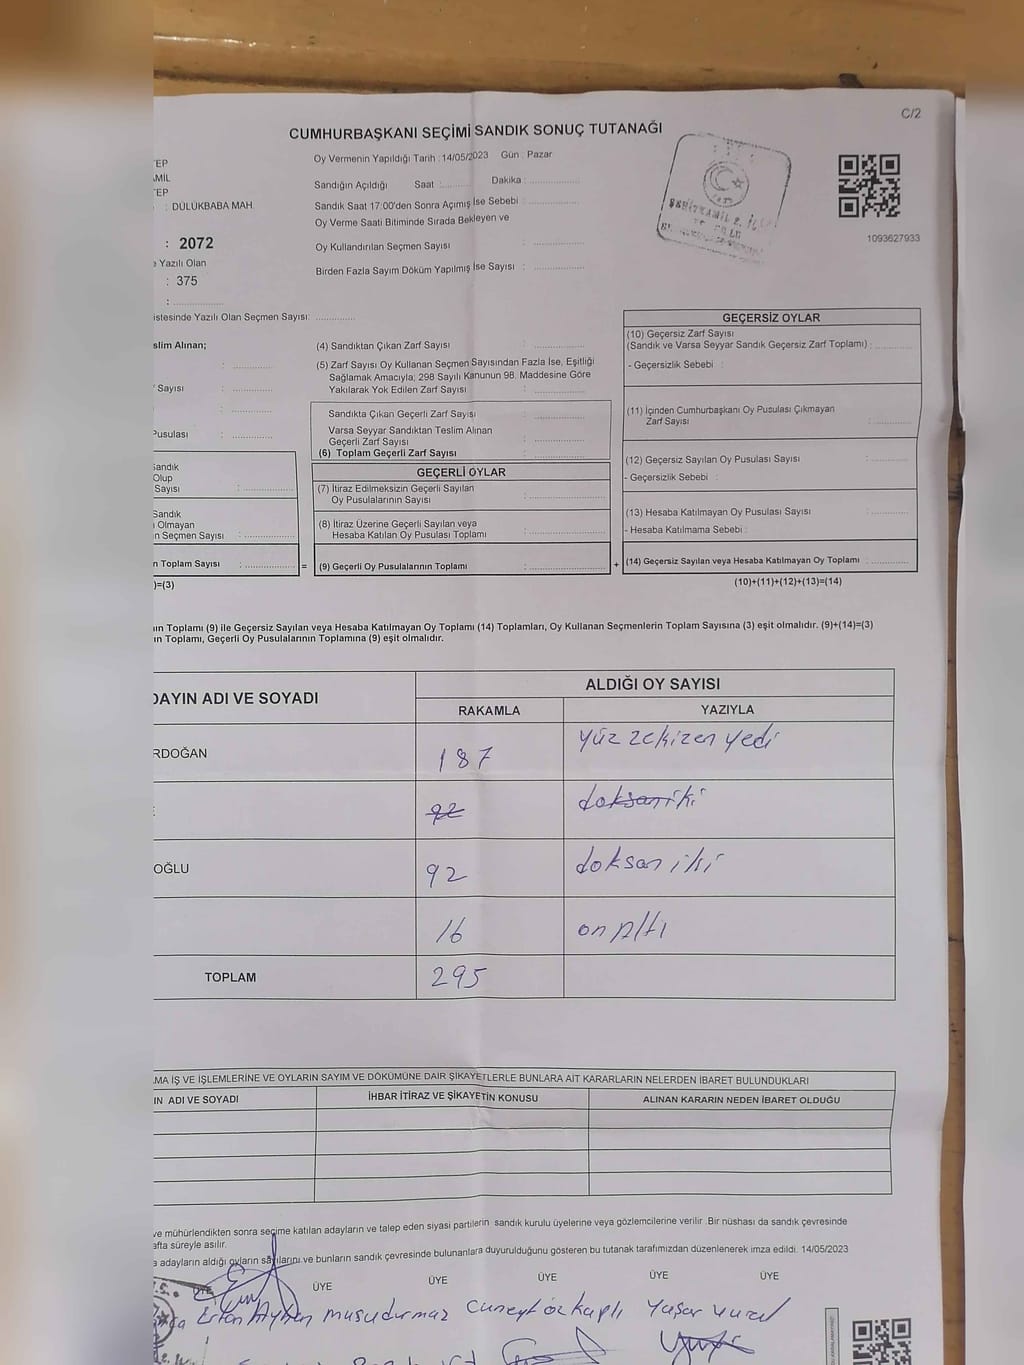 C/2
CUMHURBAŞKANI SEÇİMİ SANDIK SONUÇ TUTANAĞI
Oy Vermenin Yapıldığı Tarih : 14/05/2023 Gün : Pazar
TEP
AMİL
TEP
: DÜLÜKBABA MAH.
Sandığın Açıldığı Saat : Dakika :
Sandık Saat 17:00'den Sonra Açımış İse Sebebi :
Oy Verme Saati Bitiminde Sırada Bekleyen ve
Oy Kullandırılan Seçmen Sayısı :
Birden Fazla Sayım Döküm Yapılmış İse Sayısı :
1093627933
: 2072
e Yazılı Olan
: 375
:
istesinde Yazılı Olan Seçmen Sayısı:
slim Alınan;
Sayısı :
Pusulası :
(4) Sandıktan Çıkan Zarf Sayısı :
(5) Zarf Sayısı Oy Kullanan Seçmen Sayısından Fazla İse, Eşitliği
Sağlamak Amacıyla; 298 Sayılı Kanunun 98. Maddesine Göre
Yakılarak Yok Edilen Zarf Sayısı :
Sandıkta Çıkan Geçerli Zarf Sayısı :
Varsa Seyyar Sandıktan Teslim Alınan
Geçerli Zarf Sayısı :
(6) Toplam Geçerli Zarf Sayısı :
GEÇERSİZ OYLAR
(10) Geçersiz Zarf Sayısı
(Sandık ve Varsa Seyyar Sandık Geçersiz Zarf Toplamı) :
- Geçersizlik Sebebi :
(11) İçinden Cumhurbaşkanı Oy Pusulası Çıkmayan
Zarf Sayısı :
(12) Geçersiz Sayılan Oy Pusulası Sayısı :
- Geçersizlik Sebebi :
(13) Hesaba Katılmayan Oy Pusulası Sayısı :
- Hesaba Katılmama Sebebi :
(14) Geçersiz Sayılan veya Hesaba Katılmayan Oy Toplamı :
(10)+(11)+(12)+(13)=(14)
Sandık
Olup
Sayısı :
Sandık
Olmayan
n Seçmen Sayısı :
n Toplam Sayısı : =
)=(3)
GEÇERLİ OYLAR
(7) İtiraz Edilmeksizin Geçerli Sayılan
Oy Pusulalarının Sayısı :
(8) İtiraz Üzerine Geçerli Sayılan veya
Hesaba Katılan Oy Pusulası Toplamı :
(9) Geçerli Oy Pusulalarının Toplamı : +
ın Toplamı (9) ile Geçersiz Sayılan veya Hesaba Katılmayan Oy Toplamı (14) Toplamları, Oy Kullanan Seçmenlerin Toplam Sayısına (3) eşit olmalıdır. (9)+(14)=(3)
ın Toplamı, Geçerli Oy Pusulalarının Toplamına (9) eşit olmalıdır.
DAYIN ADI VE SOYADI
ALDIĞI OY SAYISI
RAKAMLA YAZIYLA
RDOĞAN 187 yüz zekizen yedi
92 doksaniki
OĞLU 92 doksan iki
16 on Altı
TOPLAM 295
AMA İŞ VE İŞLEMLERINE VE OYLARIN SAYIM VE DÖKÜMÜNE DAİR ŞİKAYETLERLE BUNLARA AİT KARARLARIN NELERDEN İBARET BULUNDUKLARI
IN ADI VE SOYADI İHBAR İTİRAZ VE ŞİKAYETİN KONUSU ALINAN KARARIN NEDEN İBARET OLDUĞU
ve mühürlendikten sonra seçime katılan adayların ve talep eden siyasi partilerin sandık kurulu üyelerine veya gözlemcilerine verilir .Bir nüshası da sandık çevresinde
afta süreyle asılır.
a adayların aldığı oyların sayılarını ve bunların sandık çevresinde bulunanlara duyurulduğunu gösteren bu tutanak tarafımızdan düzenlenerek imza edildi. 14/05/2023
ÜYE ÜYE ÜYE ÜYE ÜYE ÜYE
Cüneyt özkaplı Yaşar